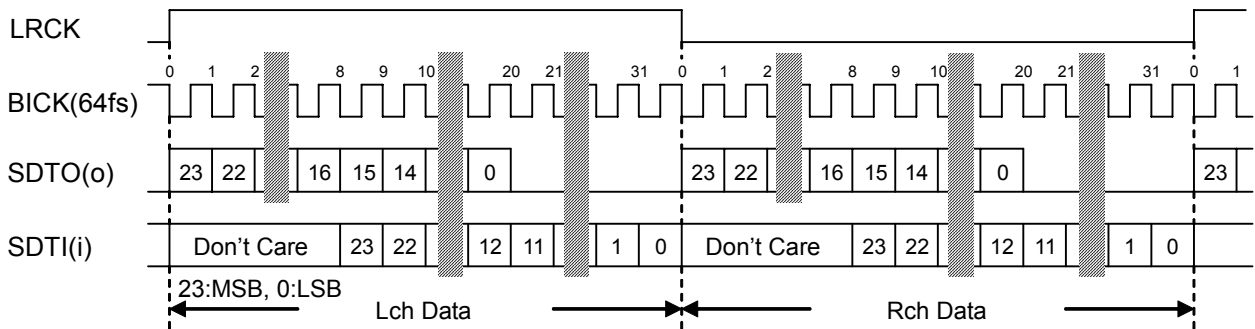 LRCK
0 1 2 8 9 10 20 21 31 0 1 2 8 9 10 20 21 31 0 1
BICK(64fs)
SDTO(o) 23 22 16 15 14 0 23 22 16 15 14 0 23
SDTI(i) Don't Care 23 22 12 11 1 0 Don't Care 23 22 12 11 1 0
23:MSB, 0:LSB
Lch Data Rch Data